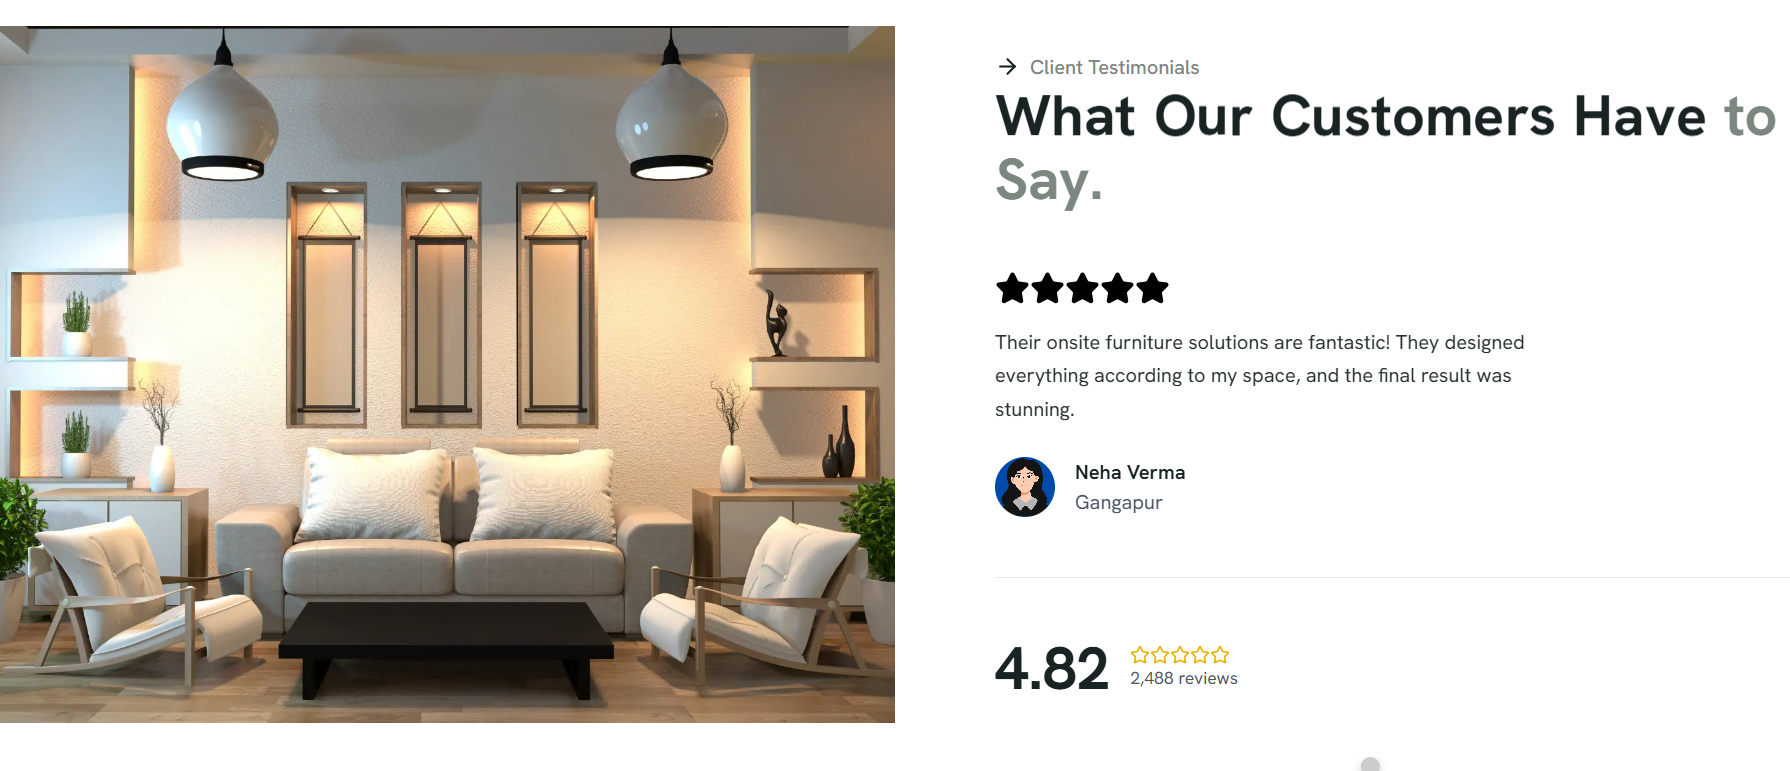 Client Testimonials
What Our Customers Have to
Say.
Their onsite furniture solutions are fantastic! They designed
everything according to my space, and the final result was
stunning.
Neha Verma
Gangapur
4.82
2,488 reviews